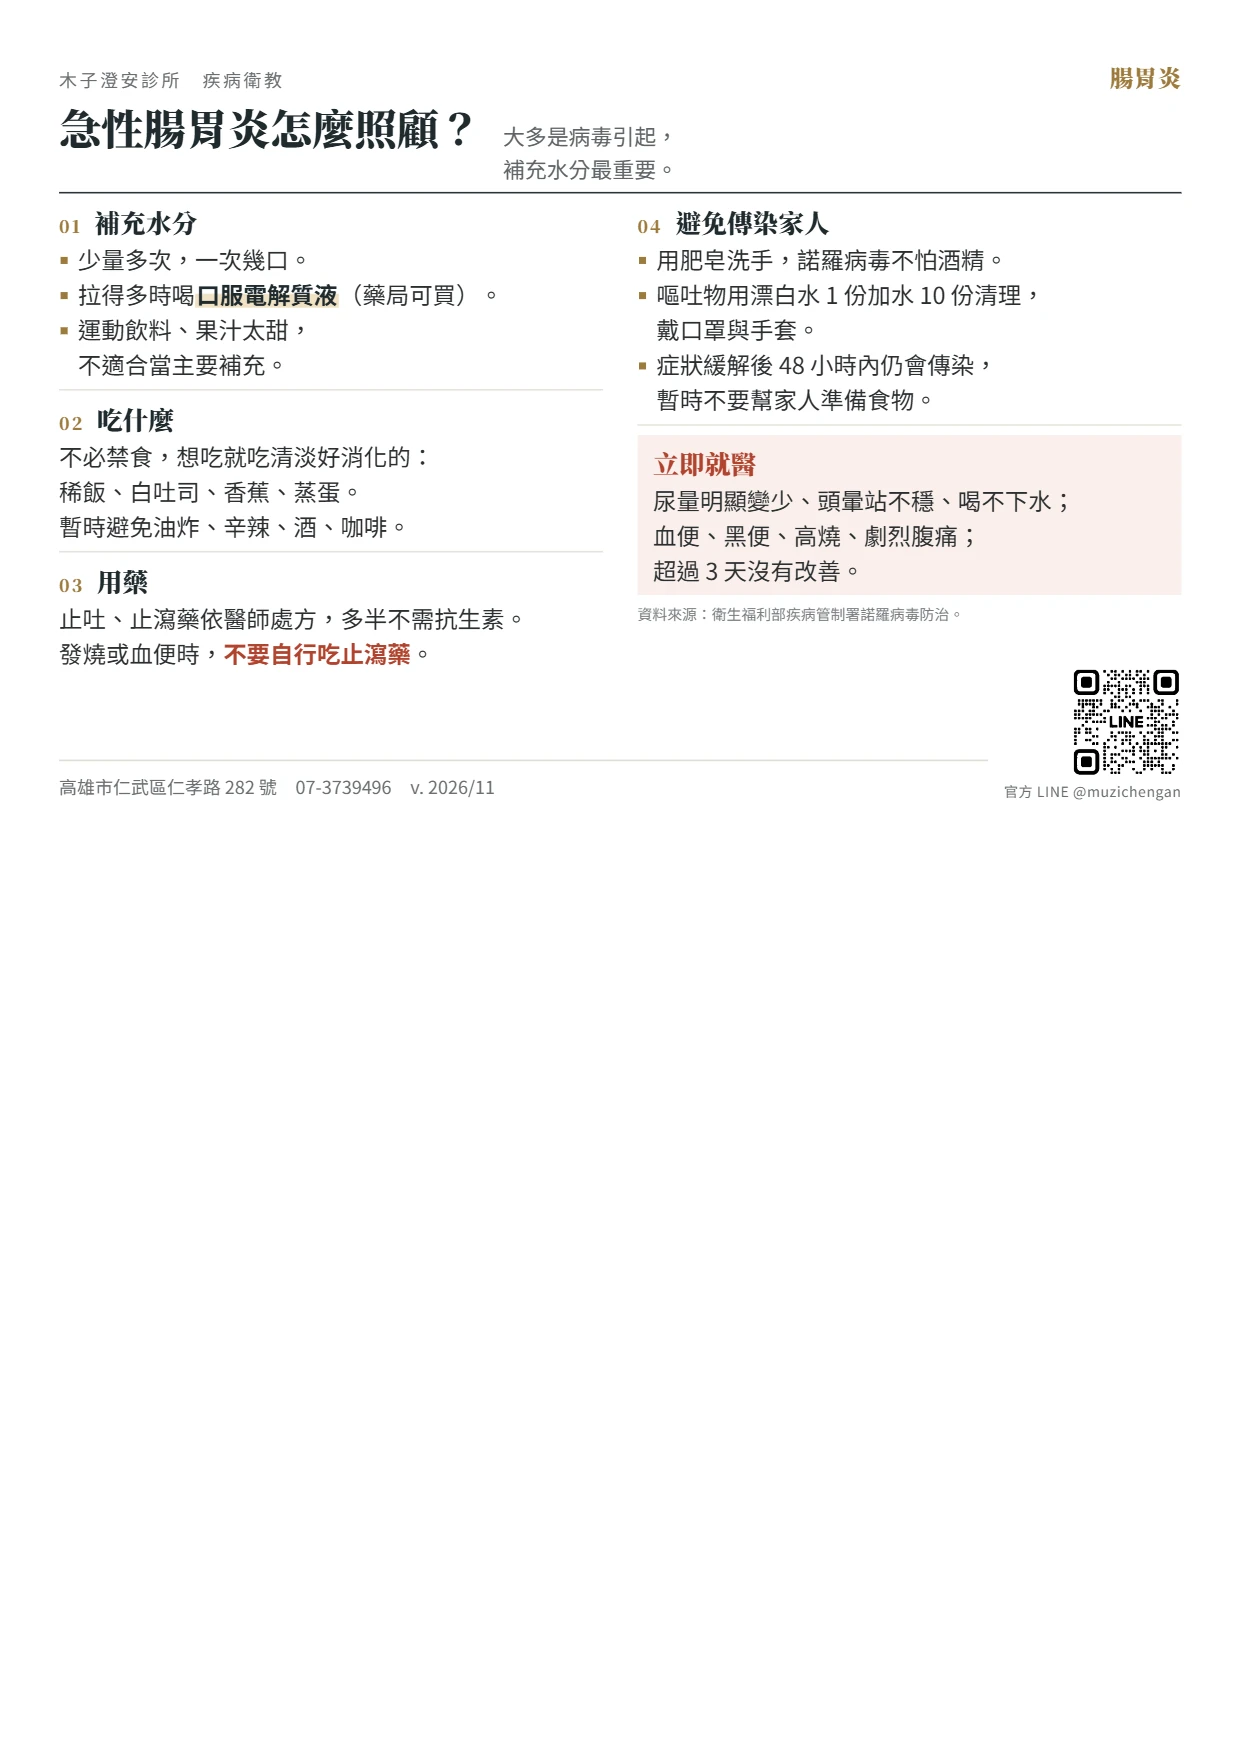 木子澄安診所　疾病衛教
腸胃炎
急性腸胃炎怎麼照顧？
大多是病毒引起，
補充水分最重要。
01 補充水分
▪ 少量多次，一次幾口。
▪ 拉得多時喝口服電解質液（藥局可買）。
▪ 運動飲料、果汁太甜，
不適合當主要補充。
02 吃什麼
不必禁食，想吃就吃清淡好消化的：
稀飯、白吐司、香蕉、蒸蛋。
暫時避免油炸、辛辣、酒、咖啡。
03 用藥
止吐、止瀉藥依醫師處方，多半不需抗生素。
發燒或血便時，不要自行吃止瀉藥。
04 避免傳染家人
▪ 用肥皂洗手，諾羅病毒不怕酒精。
▪ 嘔吐物用漂白水 1 份加水 10 份清理，
戴口罩與手套。
▪ 症狀緩解後 48 小時內仍會傳染，
暫時不要幫家人準備食物。
立即就醫
尿量明顯變少、頭暈站不穩、喝不下水；
血便、黑便、高燒、劇烈腹痛；
超過 3 天沒有改善。
資料來源：衛生福利部疾病管制署諾羅病毒防治。
LINE
高雄市仁武區仁孝路 282 號　07-3739496　v. 2026/11
官方 LINE @muzichengan